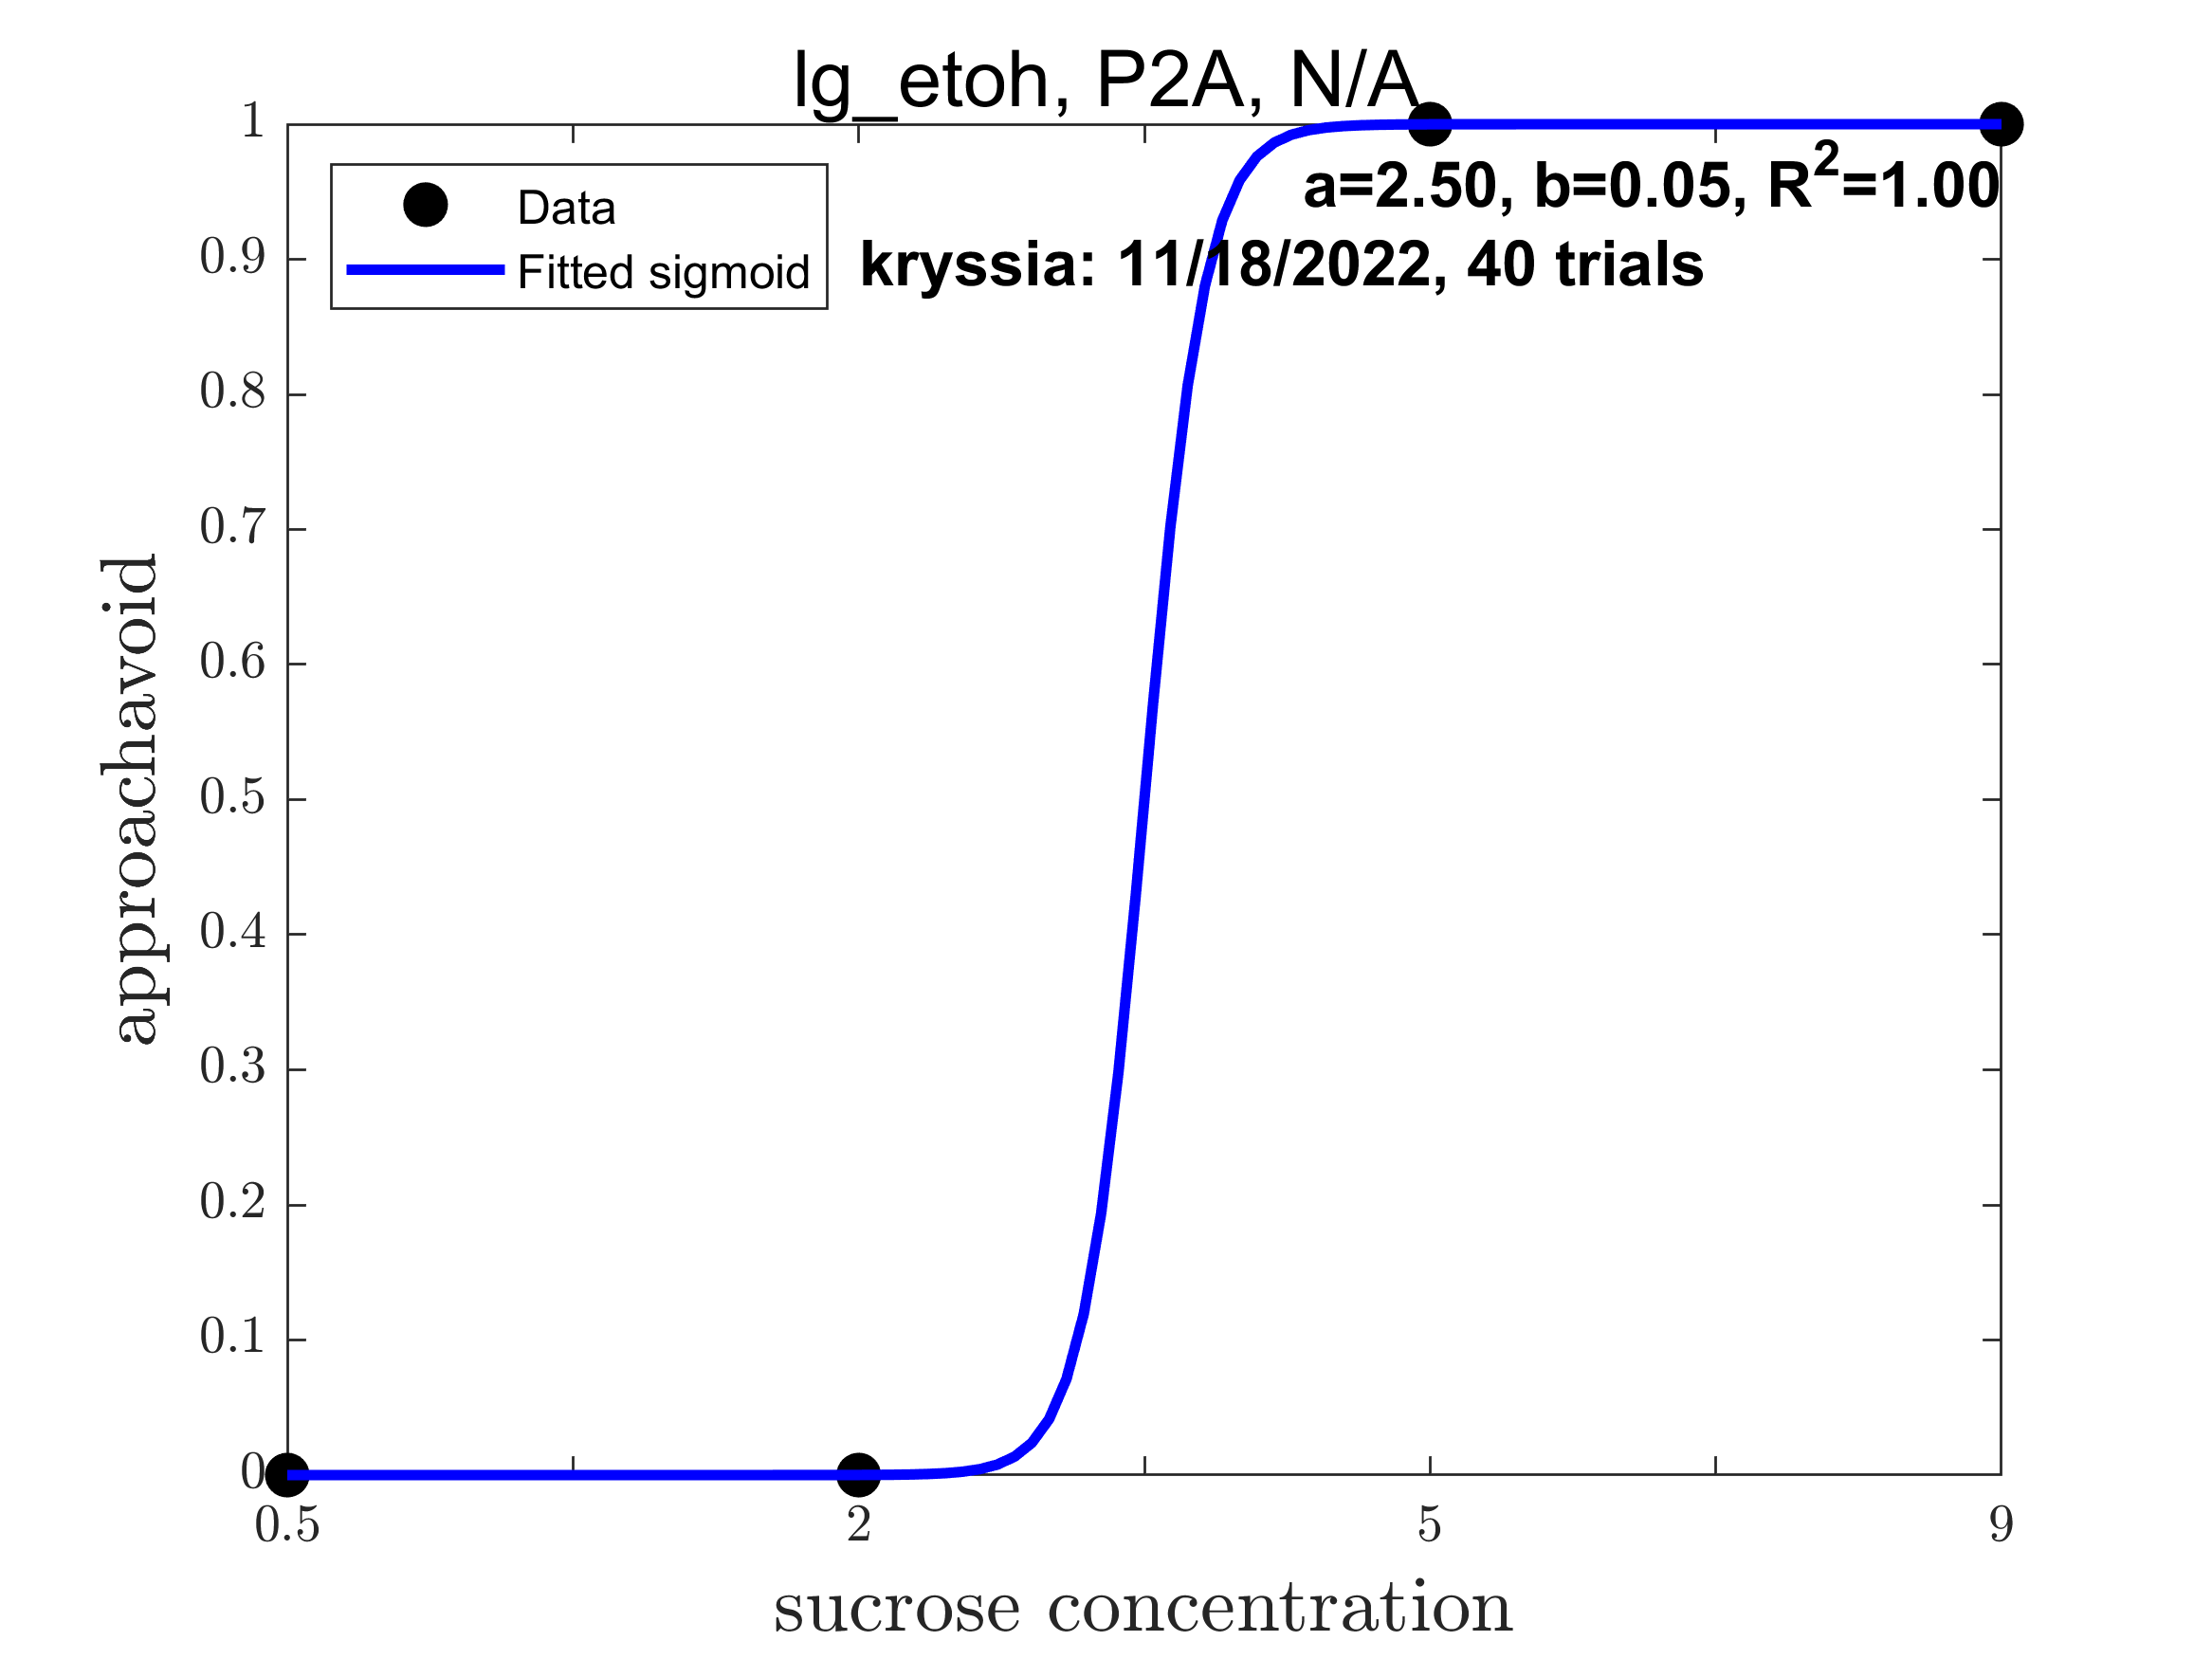 lg_etoh, P2A, N/A
1
Data
a=2.50, b=0.05, R²=1.00
Fitted sigmoid
kryssia: 11/18/2022, 40 trials
0.9
0.8
0.7
0.6
0.5
0.4
0.3
0.2
0.1
0
approachavoid
0.5 2 5 9
sucrose concentration